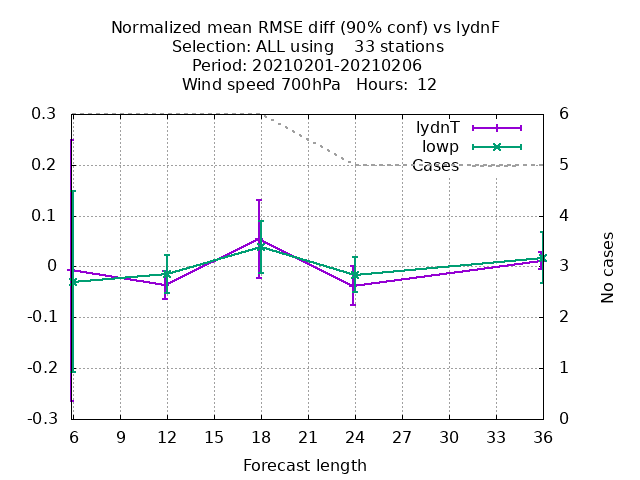 Normalized mean RMSE diff (90% conf) vs lydnF
Selection: ALL using    33 stations
Period: 20210201-20210206
Wind speed 700hPa   Hours:  12
0.3
0.2
0.1
0
-0.1
-0.2
-0.3
6
5
4
3
2
1
0
lydnT
lowp
Cases
No cases
6 9 12 15 18 21 24 27 30 33 36
Forecast length